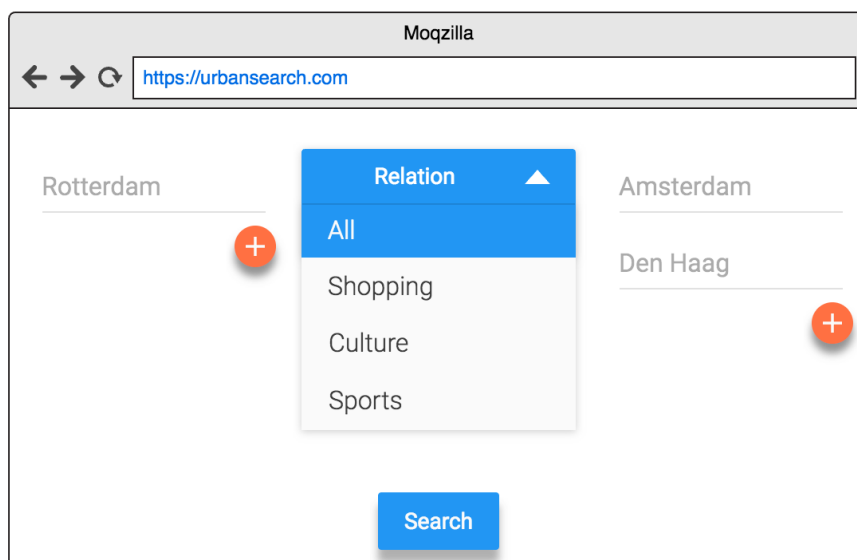 Moqzilla
https://urbansearch.com
Rotterdam
Relation
All
Shopping
Culture
Sports
Amsterdam
Den Haag
Search